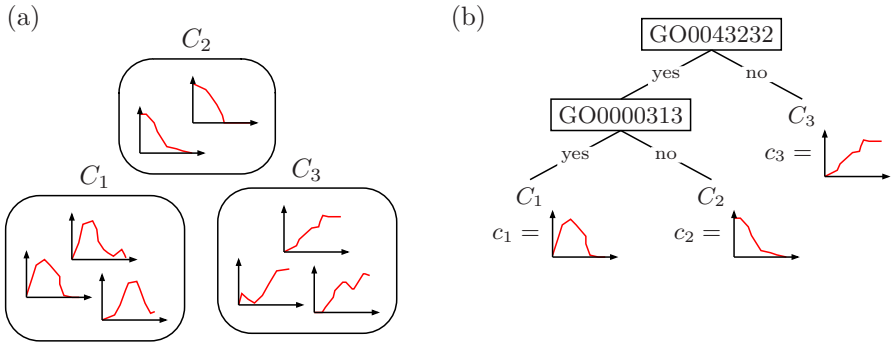 (a)
C₂
C₁
C₃
(b)
GO0043232
yes
no
GO0000313
C₃
c₃ =
yes
no
C₁
C₂
c₁ =
c₂ =